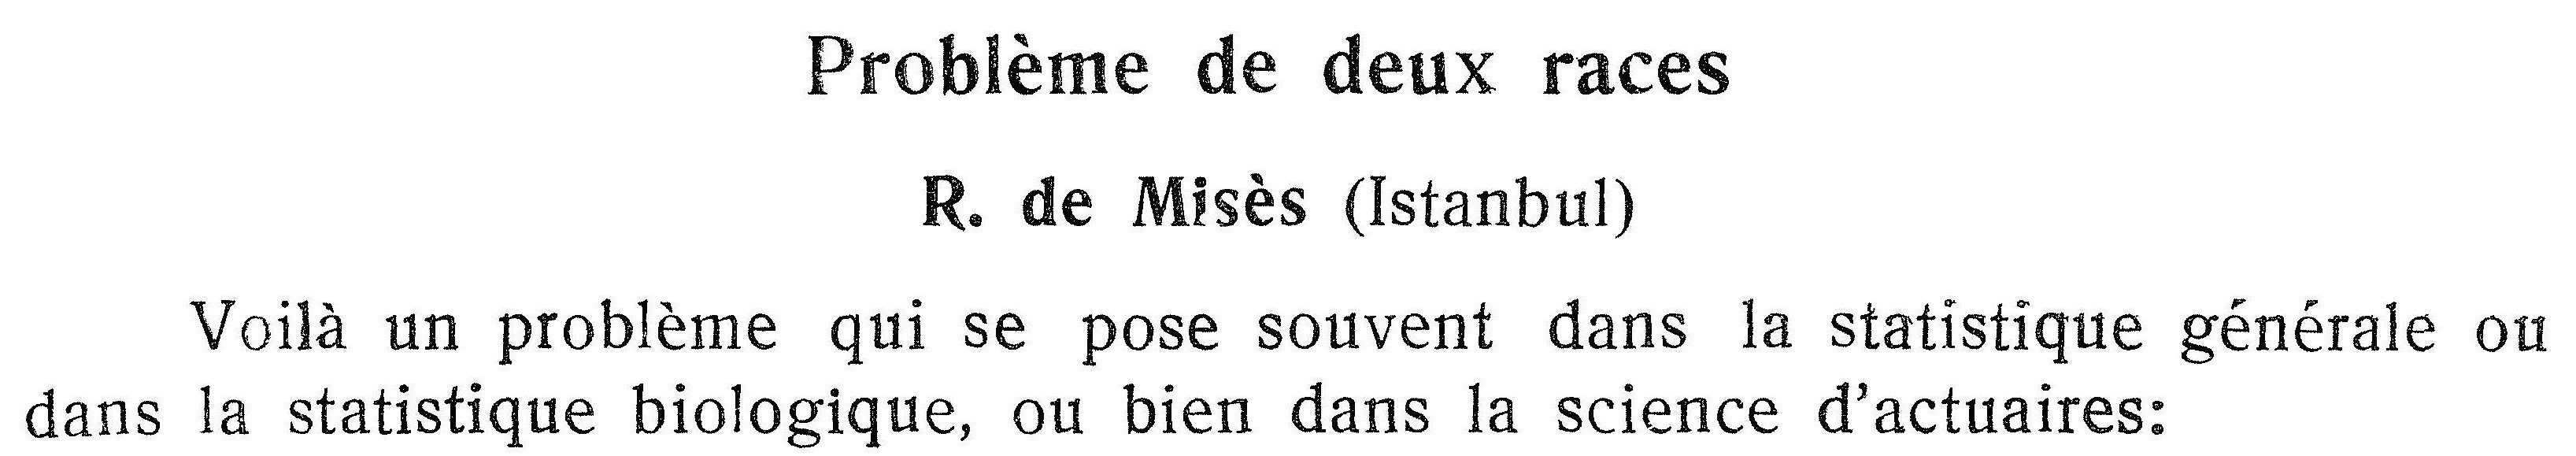 Problème de deux races
R. de Misès (Istanbul)
Voilà un problème qui se pose souvent dans la statistique générale ou
dans la statistique biologique, ou bien dans la science d'actuaires: